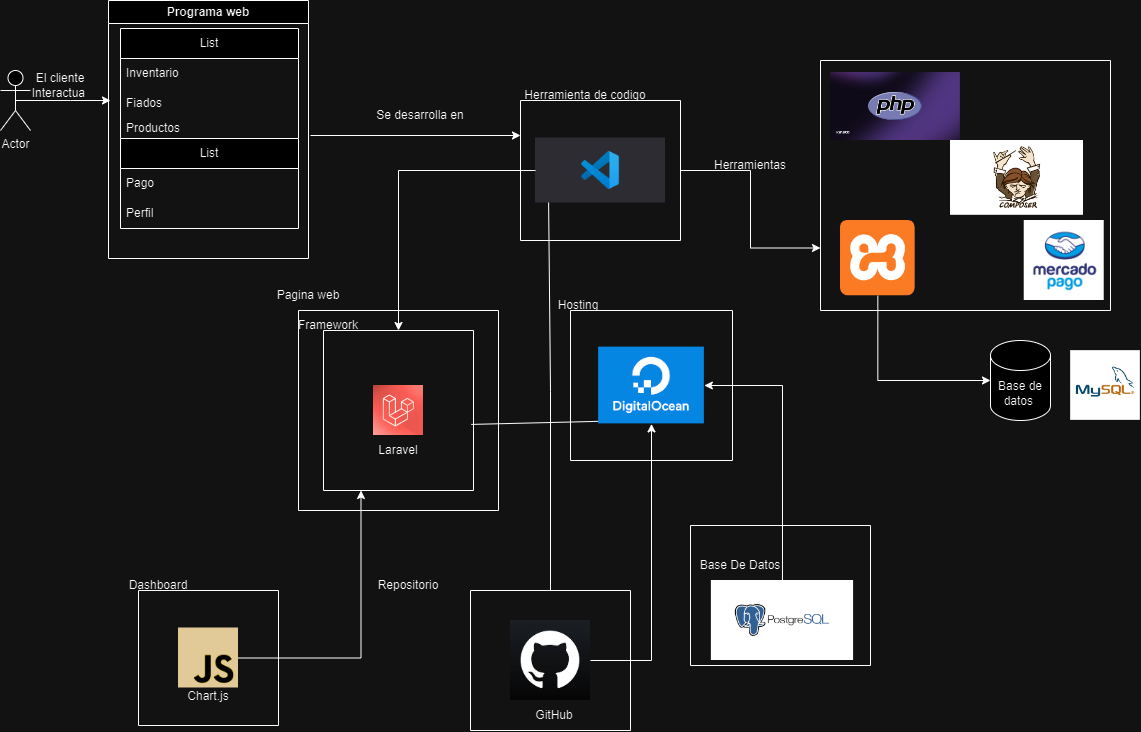 Programa web
List
Inventario
Fiados
Productos
List
Pago
Perfil
El cliente
Interactua
Actor
Se desarrolla en
Herramienta de codigo
Herramientas
php
COMPOSER
mercado
pago
Base de
datos
MySQL
Pagina web
Framework
Laravel
Hosting
DigitalOcean
Base De Datos
PostgreSQL
Dashboard
JS
Chart.js
Repositorio
GitHub